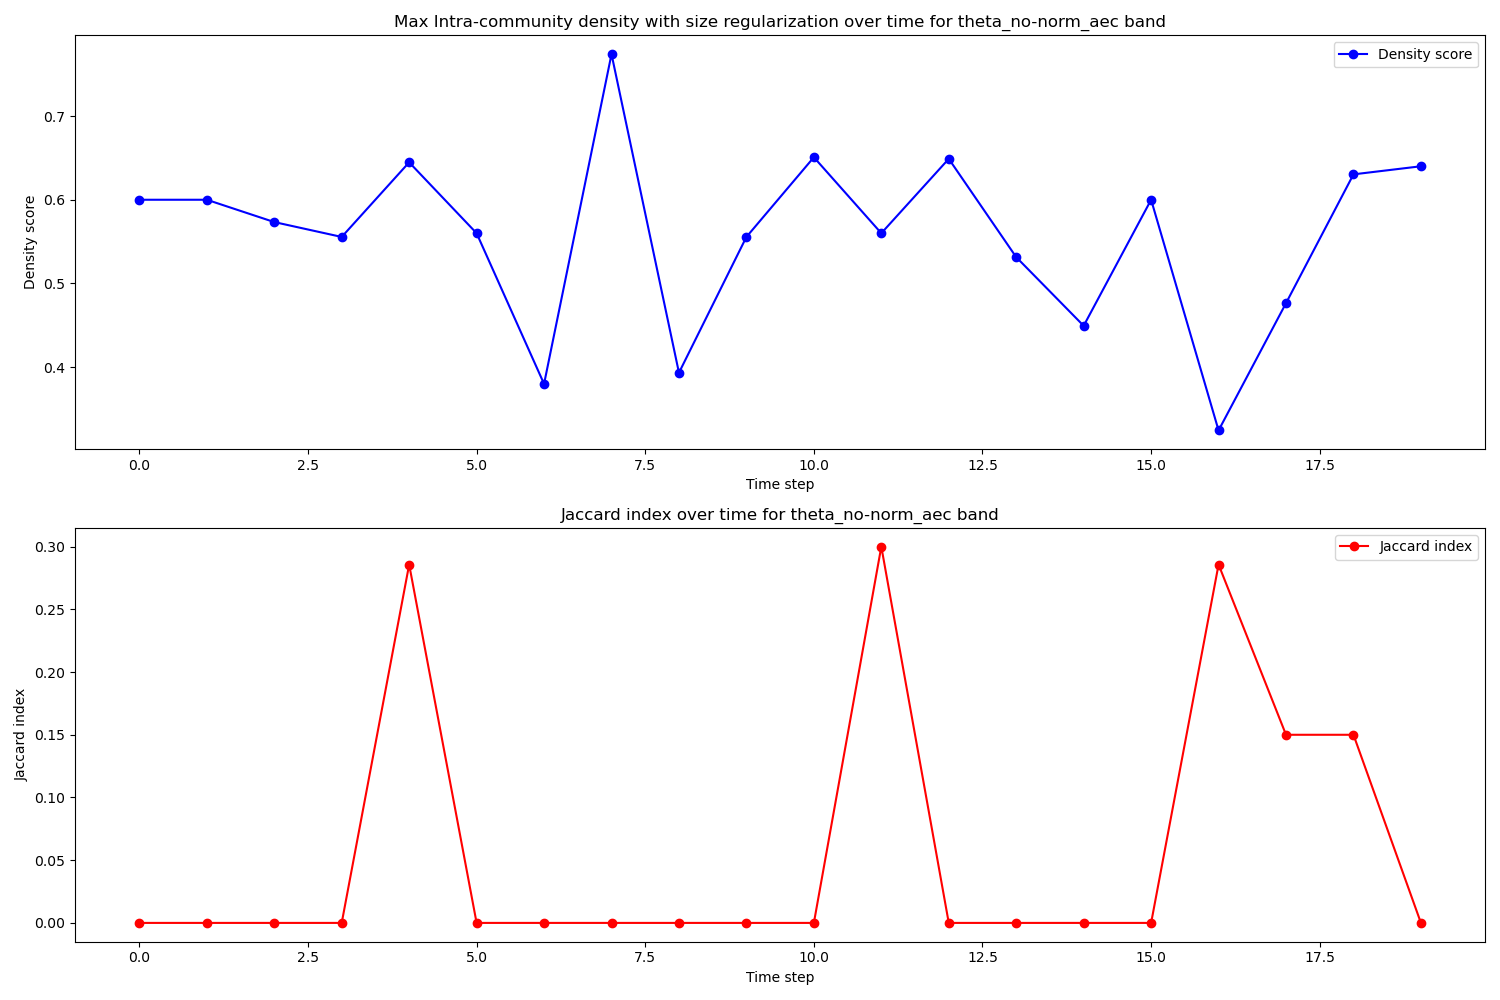 Max Intra-community density with size regularization over time for theta_no-norm_aec band
Density score
0.7
0.6
0.5
0.4
Density score
0.0 2.5 5.0 7.5 10.0 12.5 15.0 17.5
Time step
Jaccard index over time for theta_no-norm_aec band
Jaccard index
0.30
0.25
0.20
0.15
0.10
0.05
0.00
Jaccard index
0.0 2.5 5.0 7.5 10.0 12.5 15.0 17.5
Time step